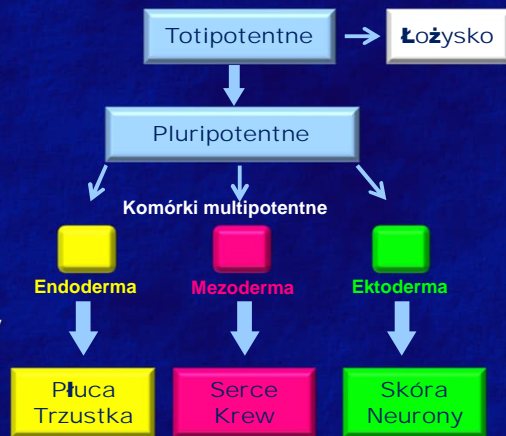 Totipotentne
Łożysko
Pluripotentne
Komórki multipotentne
Endoderma
Mezoderma
Ektoderma
Płuca
Trzustka
Serce
Krew
Skóra
Neurony